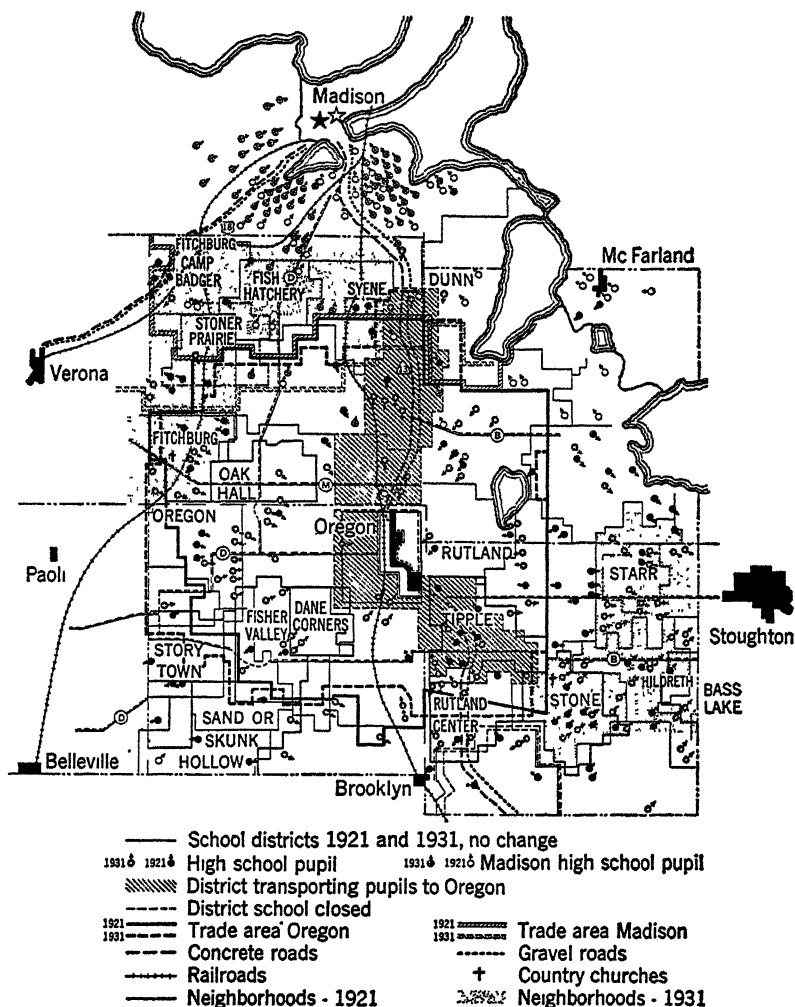 Madison
18
FITCHBURG
CAMP
BADGER
FISH
HATCHERY
D
SYENE
DUNN
Mc Farland
STONER
PRAIRIE
Verona
FITCHBURG
B
OAK
HALL
M
OREGON
Oregon
D
RUTLAND
Paoli
STARR
FISHER
VALLEY
DANE
CORNERS
TIPPLE
Stoughton
STORY
TOWN
B
HILDRETH
D
SAND OR
SKUNK
HOLLOW
RUTLAND
CENTER
STONE
BASS
LAKE
Belleville
Brooklyn
School districts 1921 and 1931, no change
1931 1921 High school pupil
1931 1921 Madison high school pupil
District transporting pupils to Oregon
District school closed
1921
1931 Trade area Oregon
1921
1931 Trade area Madison
Concrete roads
Gravel roads
Railroads
Country churches
Neighborhoods - 1921
Neighborhoods - 1931